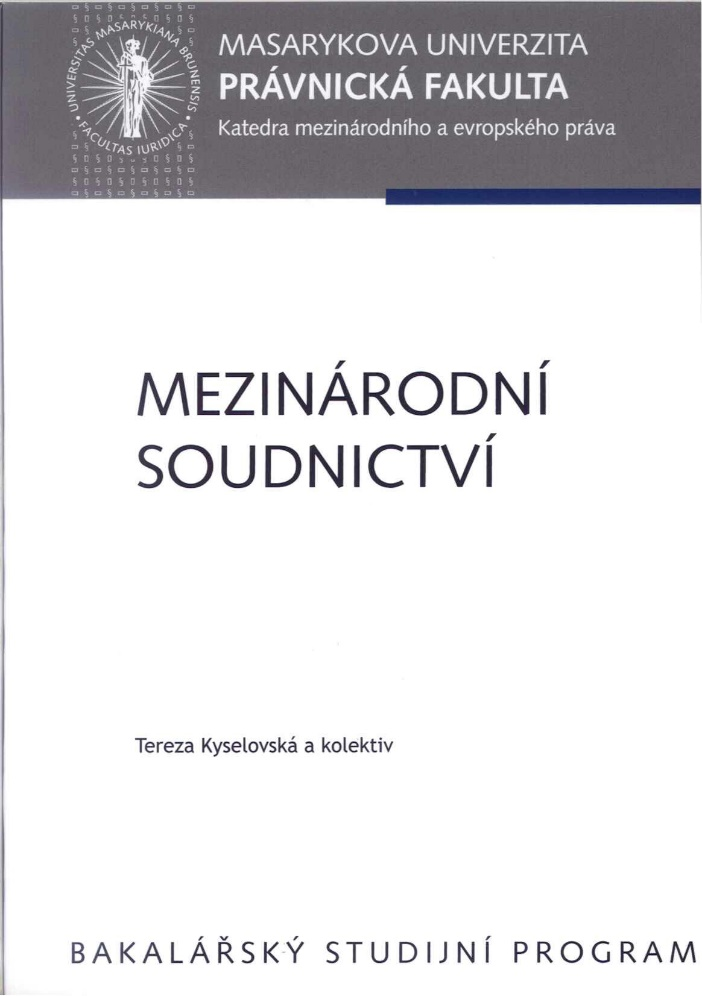 UNIVERSITAS MASARYKIANA BRUNENSIS
• FACULTAS IURIDICA •
MASARYKOVA UNIVERZITA
PRÁVNICKÁ FAKULTA
Katedra mezinárodního a evropského práva
MEZINÁRODNÍ
SOUDNICTVÍ
Tereza Kyselovská a kolektiv
BAKALÁŘSKÝ STUDIJNÍ PROGRAM